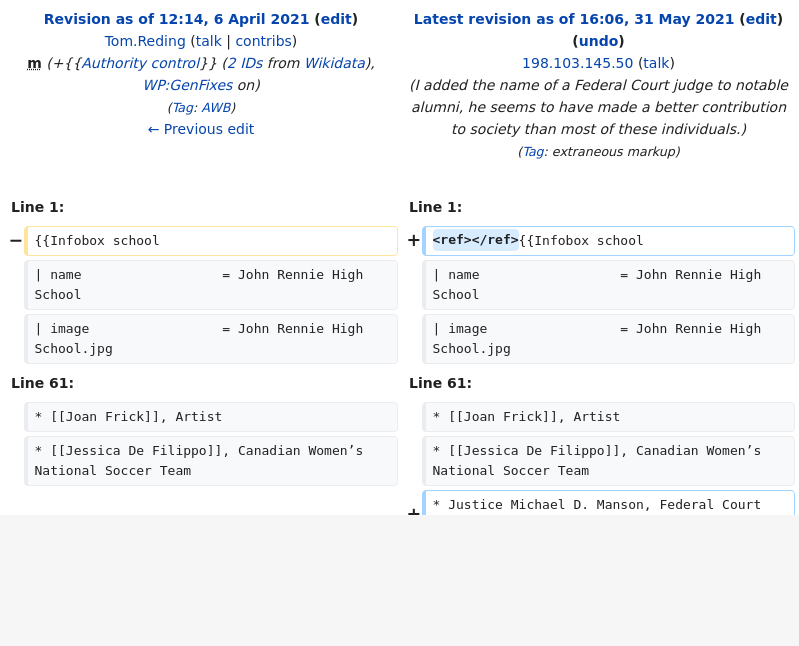 Revision as of 12:14, 6 April 2021 (edit)
Tom.Reding (talk | contribs)
m (+{{Authority control}} (2 IDs from Wikidata),
WP:GenFixes on)
(Tag: AWB)
← Previous edit
Latest revision as of 16:06, 31 May 2021 (edit)
(undo)
198.103.145.50 (talk)
(I added the name of a Federal Court judge to notable
alumni, he seems to have made a better contribution
to society than most of these individuals.)
(Tag: extraneous markup)
Line 1:
Line 1:
− {{Infobox school
+ <ref></ref>{{Infobox school
| name                  = John Rennie High
School
| name                  = John Rennie High
School
| image                 = John Rennie High
School.jpg
| image                 = John Rennie High
School.jpg
Line 61:
Line 61:
* [[Joan Frick]], Artist
* [[Joan Frick]], Artist
* [[Jessica De Filippo]], Canadian Women’s
National Soccer Team
* [[Jessica De Filippo]], Canadian Women’s
National Soccer Team
+ * Justice Michael D. Manson, Federal Court